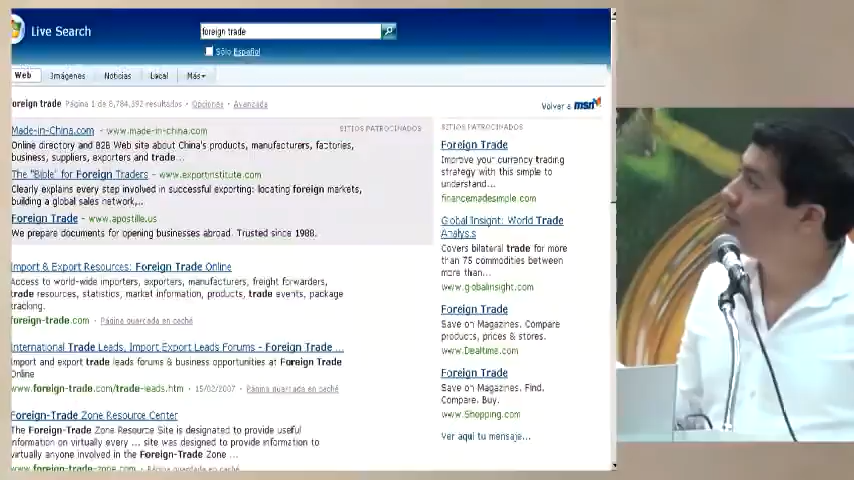 Live Search
foreign trade
Sólo Español
Web Imágenes Noticias Local Más
foreign trade Página 1 de 8,784,392 resultados · Opciones · Avanzada
Volver a msn
SITIOS PATROCINADOS
Made-in-China.com - www.made-in-china.com
Online directory and B2B Web site about China's products, manufacturers, factories,
business, suppliers, exporters and trade...
The "Bible" for Foreign Traders - www.exportinstitute.com
Clearly explains every step involved in successful exporting: locating foreign markets,
building a global sales network,..
Foreign Trade - www.apostille.us
We prepare documents for opening businesses abroad. Trusted since 1988.
Import & Export Resources: Foreign Trade Online
Access to world-wide importers, exporters, manufacturers, freight forwarders,
trade resources, statistics, market information, products, trade events, package
tracking.
foreign-trade.com · Página guardada en caché
International Trade Leads, Import Export Leads Forums - Foreign Trade ...
Import and export trade leads forums & business opportunities at Foreign Trade
Online
www.foreign-trade.com/trade-leads.htm · 15/02/2007 · Página guardada en caché
Foreign-Trade Zone Resource Center
The Foreign-Trade Zone Resource Site is designed to provide useful
information on virtually every ... site was designed to provide information to
virtually anyone involved in the Foreign-Trade Zone ...
www.foreign-trade-zone.com · Página guardada en caché
SITIOS PATROCINADOS
Foreign Trade
Improve your currency trading
strategy with this simple to
understand...
financemadesimple.com
Global Insight: World Trade
Analysis
Covers bilateral trade for more
than 75 commodities between
more than...
www.globalinsight.com
Foreign Trade
Save on Magazines. Compare
products, prices & stores.
www.Dealtime.com
Foreign Trade
Save on Magazines. Find.
Compare. Buy.
www.Shopping.com
Ver aquí tu mensaje...